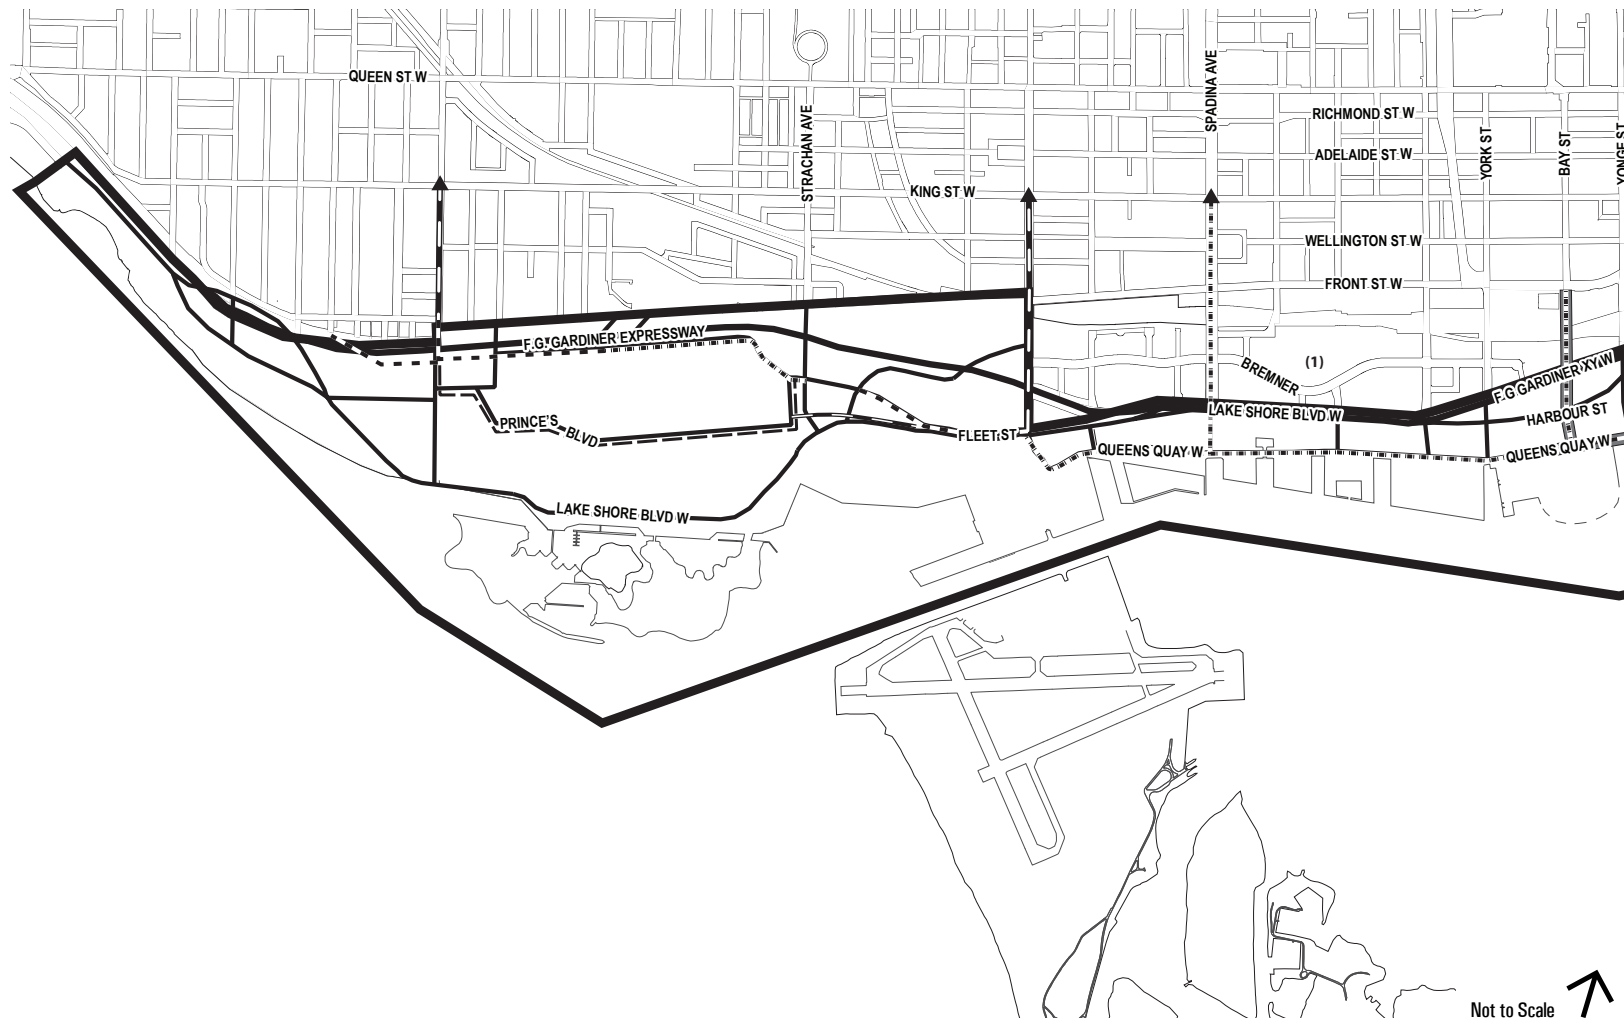 QUEEN ST W
SPADINA AVE
STRACHAN AVE
RICHMOND ST W
YORK ST
BAY ST
YONGE ST
ADELAIDE ST W
KING ST W
WELLINGTON ST W
FRONT ST W
F.G. GARDINER EXPRESSWAY
(1)
BREMNER
F.G GARDINER XY W
LAKE SHORE BLVD W
HARBOUR ST
PRINCE'S BLVD
FLEET ST
QUEENS QUAY W
QUEENS QUAY W
LAKE SHORE BLVD W
Not to Scale